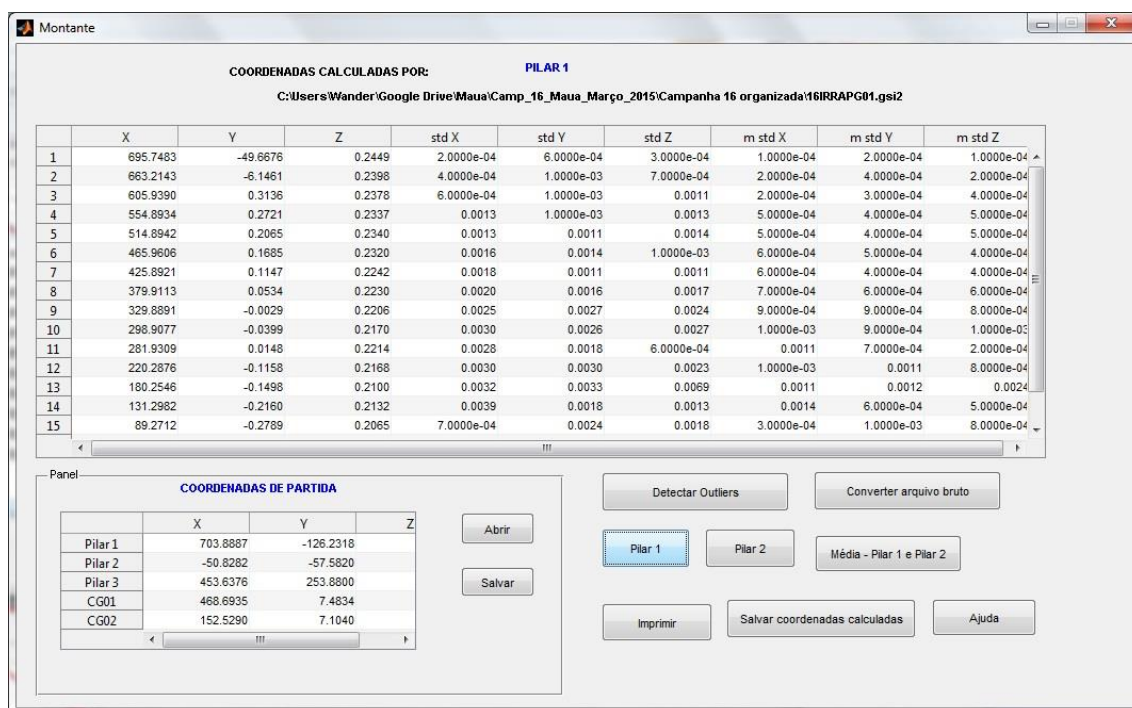 Montante
COORDENADAS CALCULADAS POR: PILAR 1
C:\Users\Wander\Google Drive\Maua\Camp_16_Maua_Março_2015\Campanha 16 organizada\16IRRAPG01.gsi2
X Y Z std X std Y std Z m std X m std Y m std Z
1 695.7483 -49.6676 0.2449 2.0000e-04 6.0000e-04 3.0000e-04 1.0000e-04 2.0000e-04 1.0000e-04
2 663.2143 -6.1461 0.2398 4.0000e-04 1.0000e-03 7.0000e-04 2.0000e-04 4.0000e-04 2.0000e-04
3 605.9390 0.3136 0.2378 6.0000e-04 1.0000e-03 0.0011 2.0000e-04 3.0000e-04 4.0000e-04
4 554.8934 0.2721 0.2337 0.0013 1.0000e-03 0.0013 5.0000e-04 4.0000e-04 5.0000e-04
5 514.8942 0.2065 0.2340 0.0013 0.0011 0.0014 5.0000e-04 4.0000e-04 5.0000e-04
6 465.9606 0.1685 0.2320 0.0016 0.0014 1.0000e-03 6.0000e-04 5.0000e-04 4.0000e-04
7 425.8921 0.1147 0.2242 0.0018 0.0011 0.0011 6.0000e-04 4.0000e-04 4.0000e-04
8 379.9113 0.0534 0.2230 0.0020 0.0016 0.0017 7.0000e-04 6.0000e-04 6.0000e-04
9 329.8891 -0.0029 0.2206 0.0025 0.0027 0.0024 9.0000e-04 9.0000e-04 8.0000e-04
10 298.9077 -0.0399 0.2170 0.0030 0.0026 0.0027 1.0000e-03 9.0000e-04 1.0000e-03
11 281.9309 0.0148 0.2214 0.0028 0.0018 6.0000e-04 0.0011 7.0000e-04 2.0000e-04
12 220.2876 -0.1158 0.2168 0.0030 0.0030 0.0023 1.0000e-03 0.0011 8.0000e-04
13 180.2546 -0.1498 0.2100 0.0032 0.0033 0.0069 0.0011 0.0012 0.0024
14 131.2982 -0.2160 0.2132 0.0039 0.0018 0.0013 0.0014 6.0000e-04 5.0000e-04
15 89.2712 -0.2789 0.2065 7.0000e-04 0.0024 0.0018 3.0000e-04 1.0000e-03 8.0000e-04
Panel
COORDENADAS DE PARTIDA
X Y Z
Pilar 1 703.8887 -126.2318
Pilar 2 -50.8282 -57.5820
Pilar 3 453.6376 253.8800
CG01 468.6935 7.4834
CG02 152.5290 7.1040
Abrir
Salvar
Detectar Outliers
Converter arquivo bruto
Pilar 1
Pilar 2
Média - Pilar 1 e Pilar 2
Imprimir
Salvar coordenadas calculadas
Ajuda